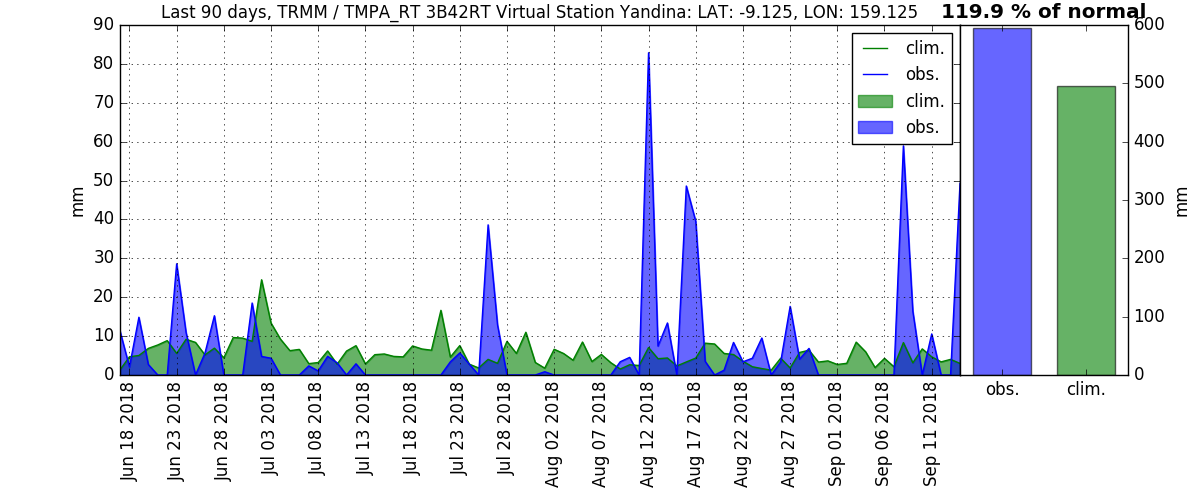 Last 90 days, TRMM / TMPA_RT 3B42RT Virtual Station Yandina: LAT: -9.125, LON: 159.125
119.9 % of normal
90
80
70
60
50
40
30
20
10
0
mm
clim.
obs.
clim.
obs.
Jun 18 2018
Jun 23 2018
Jun 28 2018
Jul 03 2018
Jul 08 2018
Jul 13 2018
Jul 18 2018
Jul 23 2018
Jul 28 2018
Aug 02 2018
Aug 07 2018
Aug 12 2018
Aug 17 2018
Aug 22 2018
Aug 27 2018
Sep 01 2018
Sep 06 2018
Sep 11 2018
600
500
400
300
200
100
0
mm
obs.
clim.